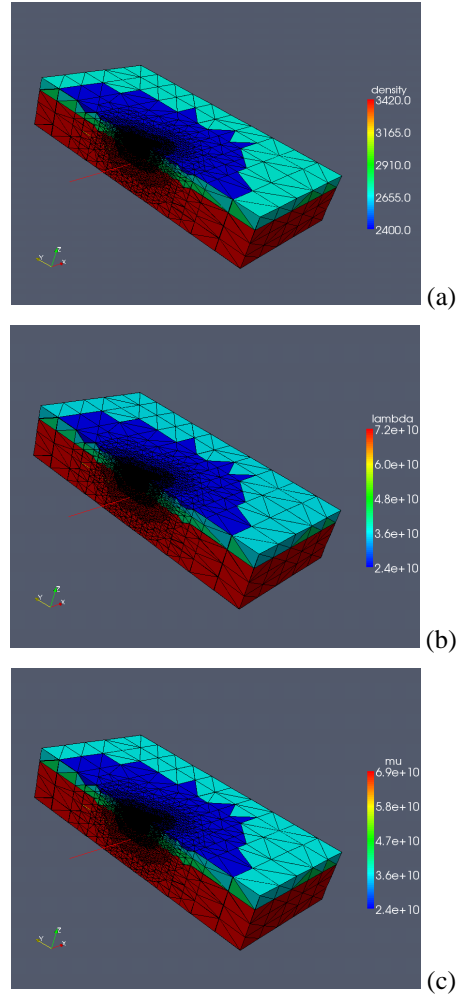 density
3420.0
3165.0
2910.0
2655.0
2400.0
Z
Y
X
(a)
lambda
7.2e+10
6.0e+10
4.8e+10
3.6e+10
2.4e+10
Z
Y
X
(b)
mu
6.9e+10
5.8e+10
4.7e+10
3.6e+10
2.4e+10
Z
Y
X
(c)